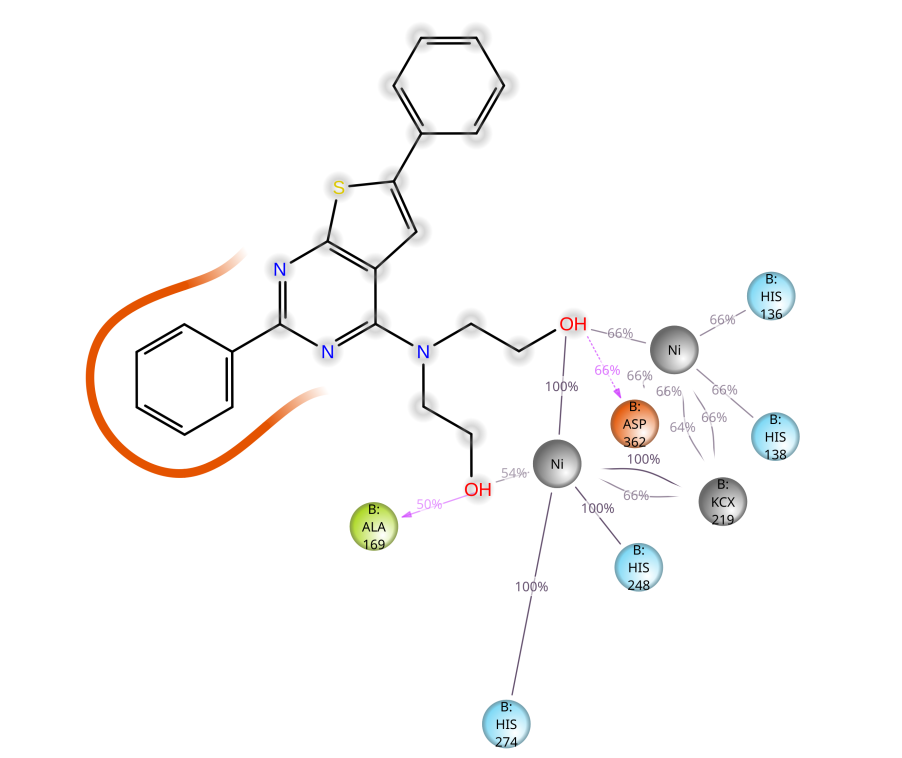 S
N
N
N
OH
OH
66%
Ni
66%
B:
HIS
136
66%
66%
66%
66%
64%
66%
100%
B:
ASP
362
B:
HIS
138
Ni
54%
100%
66%
B:
KCX
219
50%
B:
ALA
169
100%
B:
HIS
248
100%
B:
HIS
274